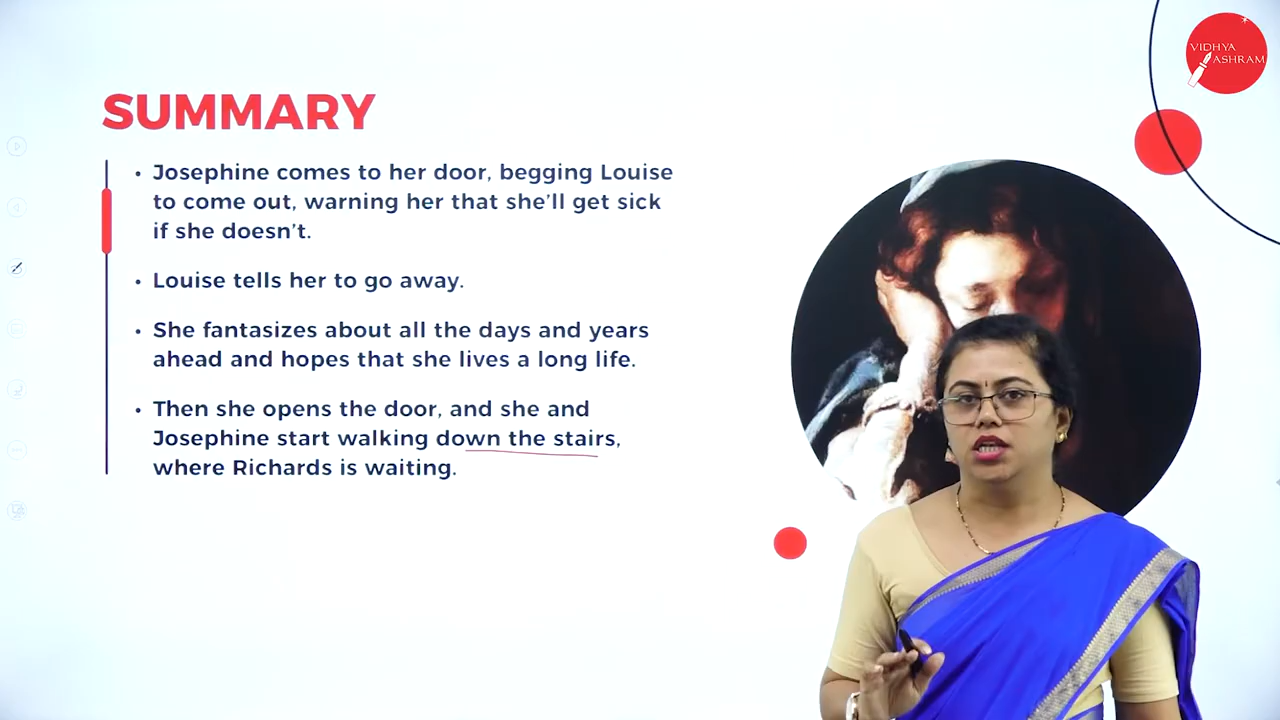 VIDHYA
ASHRAM
SUMMARY
• Josephine comes to her door, begging Louise
to come out, warning her that she’ll get sick
if she doesn’t.
• Louise tells her to go away.
• She fantasizes about all the days and years
ahead and hopes that she lives a long life.
• Then she opens the door, and she and
Josephine start walking down the stairs,
where Richards is waiting.